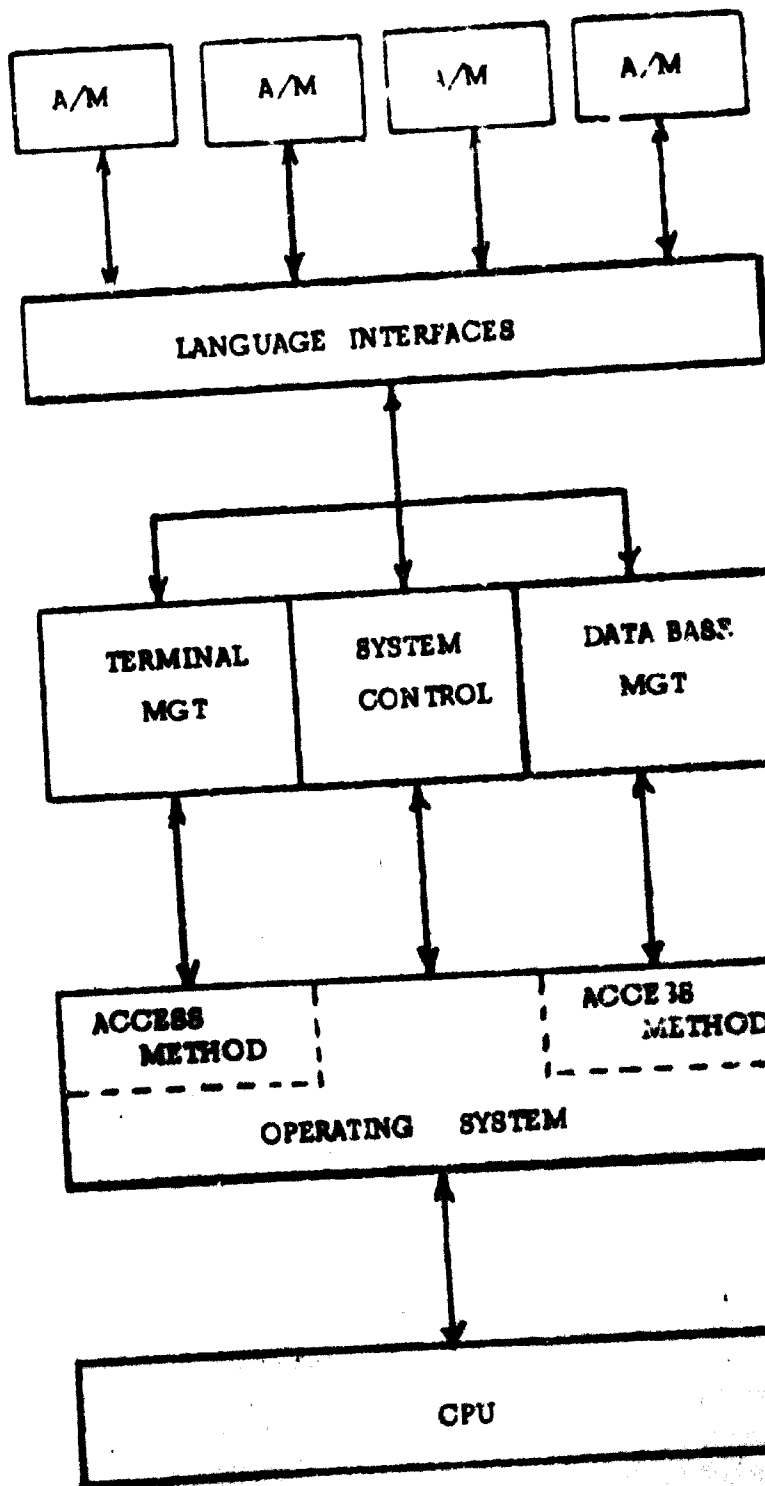 A/M A/M A/M A/M
LANGUAGE INTERFACES
TERMINAL
MGT
SYSTEM
CONTROL
DATA BASE
MGT
ACCESS
METHOD
ACCESS
METHOD
OPERATING SYSTEM
CPU